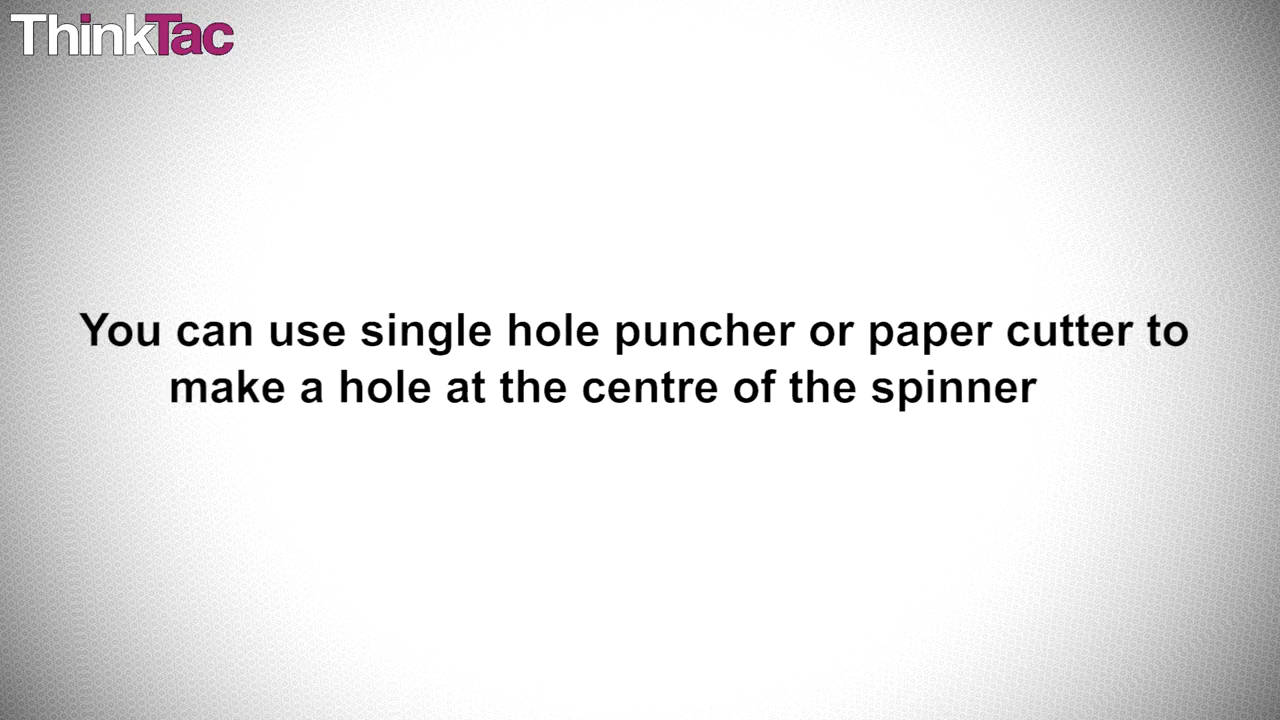 ThinkTac
You can use single hole puncher or paper cutter to
make a hole at the centre of the spinner